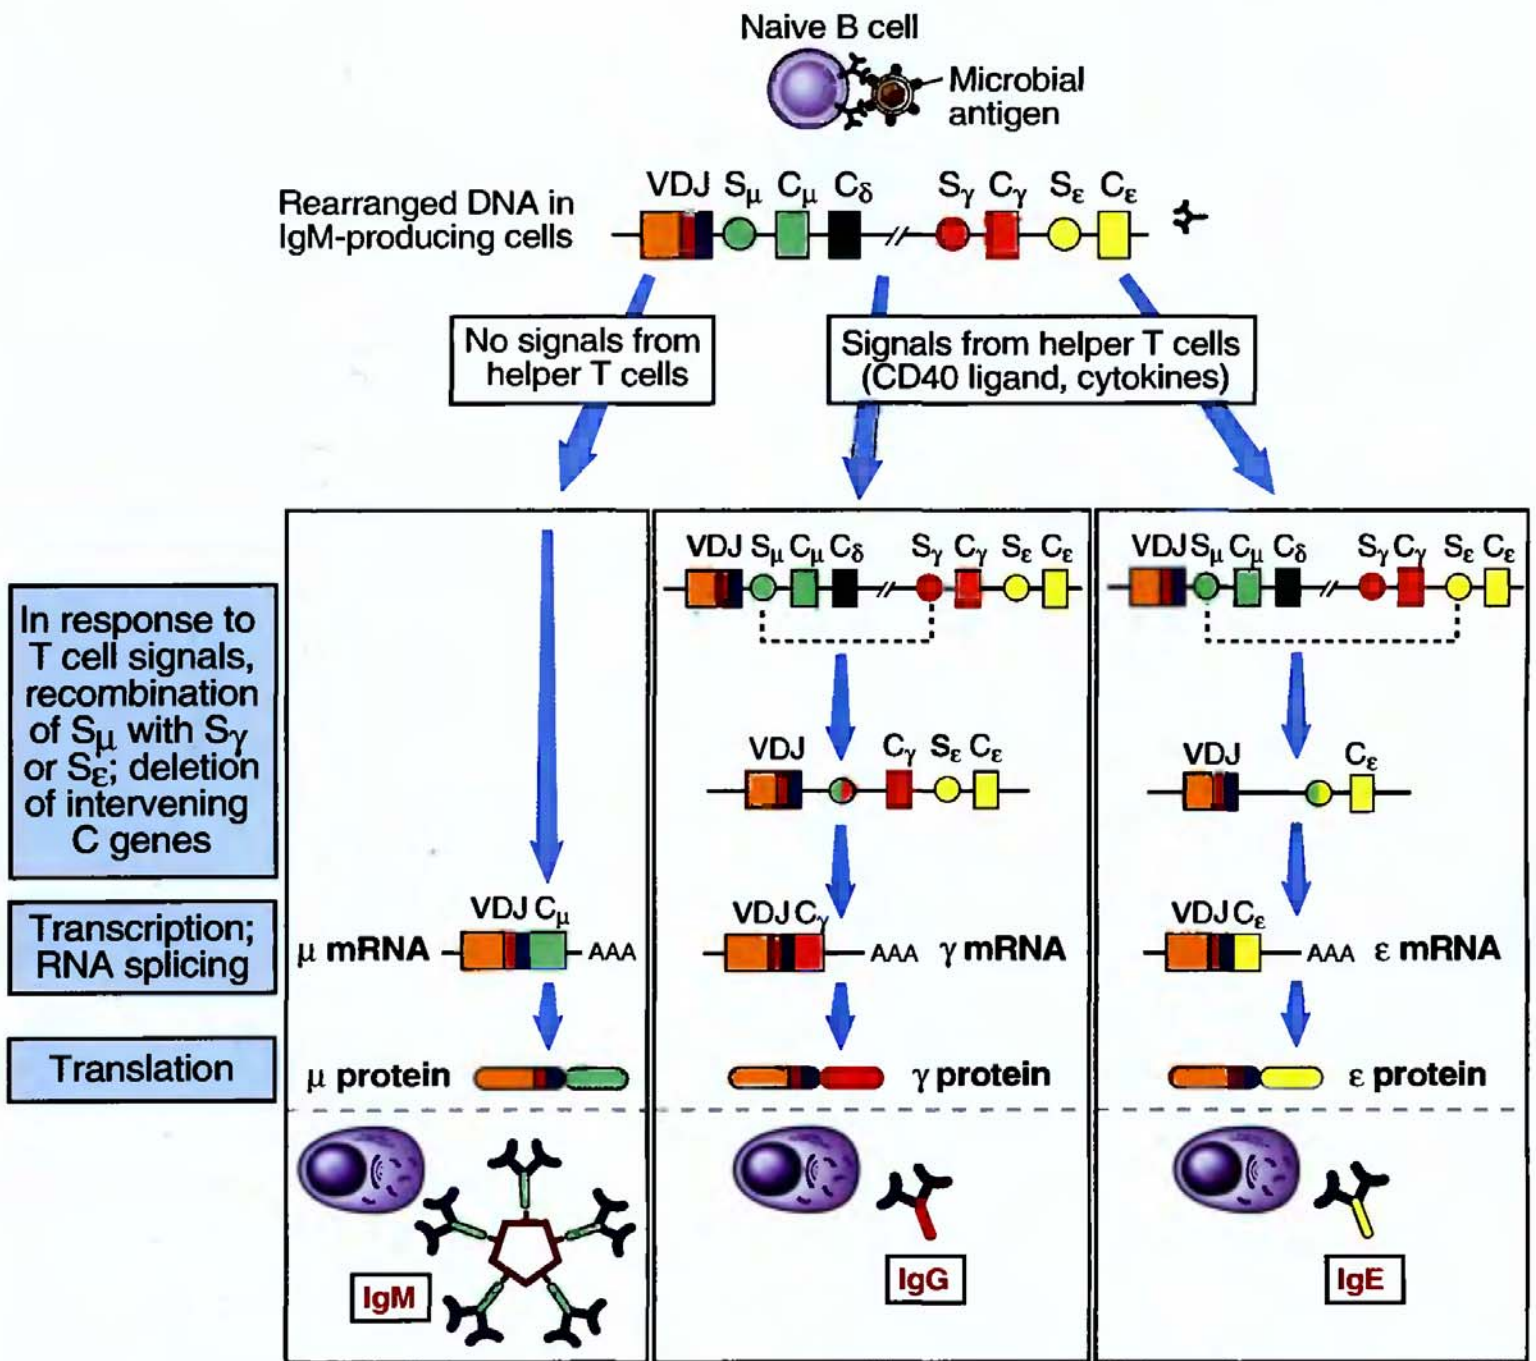 Naive B cell
Microbial
antigen
Rearranged DNA in
IgM-producing cells
VDJ Sμ Cμ Cδ Sγ Cγ Sε Cε
No signals from
helper T cells
Signals from helper T cells
(CD40 ligand, cytokines)
In response to
T cell signals,
recombination
of Sμ with Sγ
or Sε; deletion
of intervening
C genes
VDJ Sμ Cμ Cδ Sγ Cγ Sε Cε
VDJ Sμ Cμ Cδ Sγ Cγ Sε Cε
VDJ Cγ Sε Cε
VDJ Cε
Transcription;
RNA splicing
VDJ Cμ
μ mRNA AAA
VDJ Cγ
AAA γ mRNA
VDJ Cε
AAA ε mRNA
Translation
μ protein
γ protein
ε protein
IgM
IgG
IgE